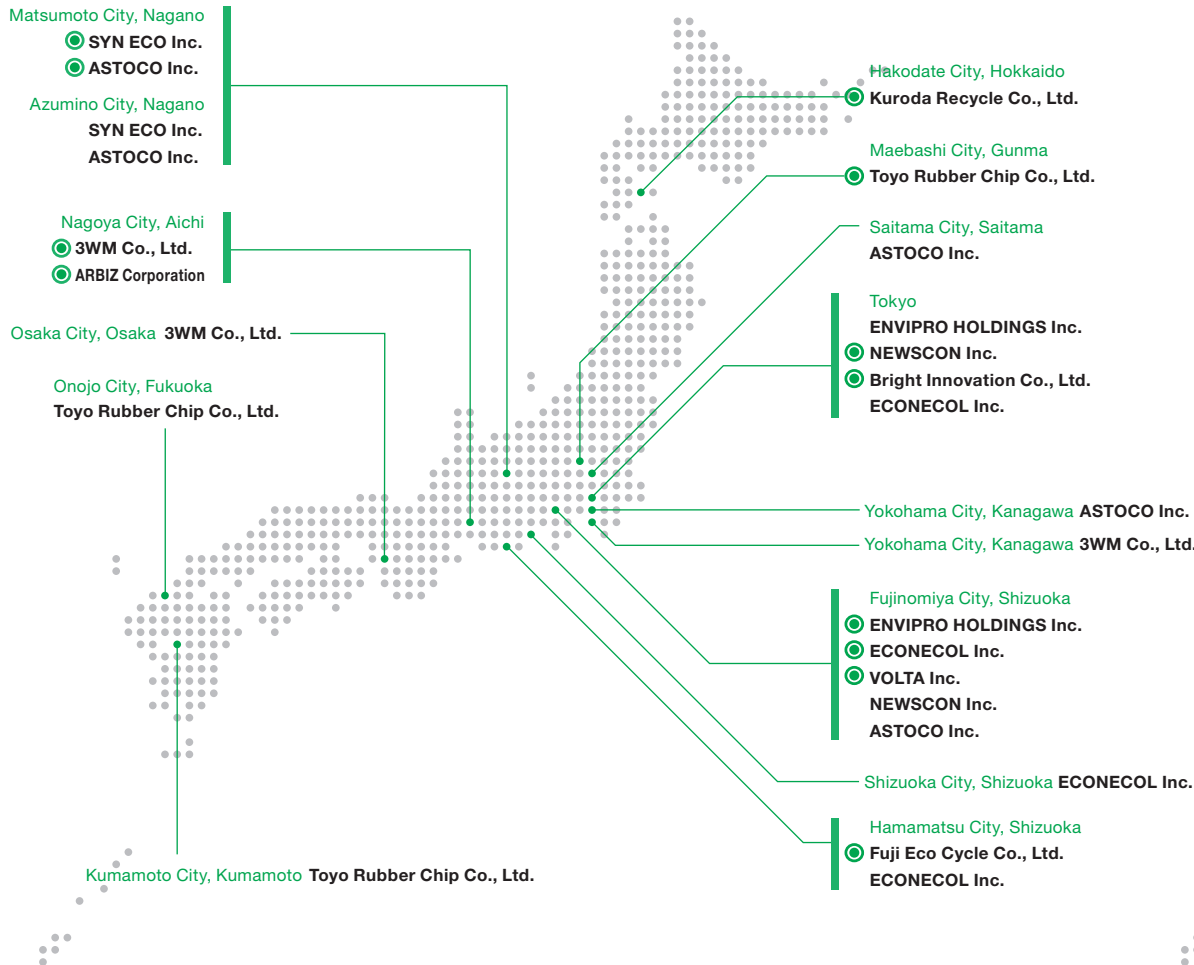 Matsumoto City, Nagano
SYN ECO Inc.
ASTOCO Inc.
Azumino City, Nagano
SYN ECO Inc.
ASTOCO Inc.
Nagoya City, Aichi
3WM Co., Ltd.
ARBIZ Corporation
Osaka City, Osaka 3WM Co., Ltd.
Onojo City, Fukuoka
Toyo Rubber Chip Co., Ltd.
Kumamoto City, Kumamoto Toyo Rubber Chip Co., Ltd.
Hakodate City, Hokkaido
Kuroda Recycle Co., Ltd.
Maebashi City, Gunma
Toyo Rubber Chip Co., Ltd.
Saitama City, Saitama
ASTOCO Inc.
Tokyo
ENVIPRO HOLDINGS Inc.
NEWSCON Inc.
Bright Innovation Co., Ltd.
ECONECOL Inc.
Yokohama City, Kanagawa ASTOCO Inc.
Yokohama City, Kanagawa 3WM Co., Ltd.
Fujinomiya City, Shizuoka
ENVIPRO HOLDINGS Inc.
ECONECOL Inc.
VOLTA Inc.
NEWSCON Inc.
ASTOCO Inc.
Shizuoka City, Shizuoka ECONECOL Inc.
Hamamatsu City, Shizuoka
Fuji Eco Cycle Co., Ltd.
ECONECOL Inc.